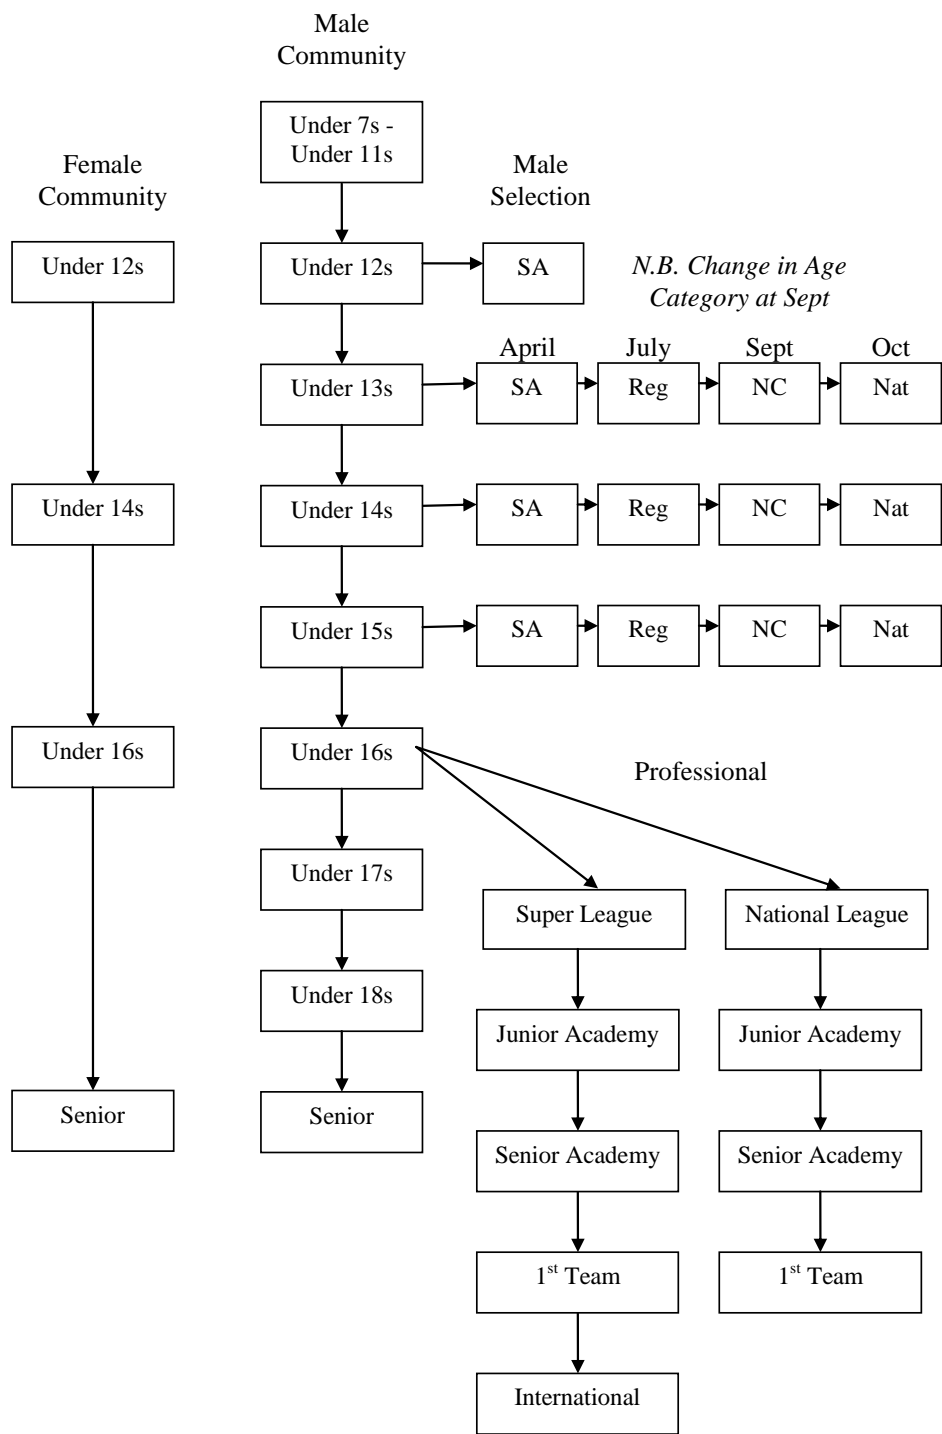 Male
Community
Under 7s -
Under 11s
Female
Community
Male
Selection
Under 12s
Under 12s
SA
N.B. Change in Age
Category at Sept
April
July
Sept
Oct
Under 13s
SA
Reg
NC
Nat
Under 14s
Under 14s
SA
Reg
NC
Nat
Under 15s
SA
Reg
NC
Nat
Under 16s
Under 16s
Professional
Under 17s
Super League
National League
Under 18s
Junior Academy
Junior Academy
Senior
Senior
Senior Academy
Senior Academy
1st Team
1st Team
International